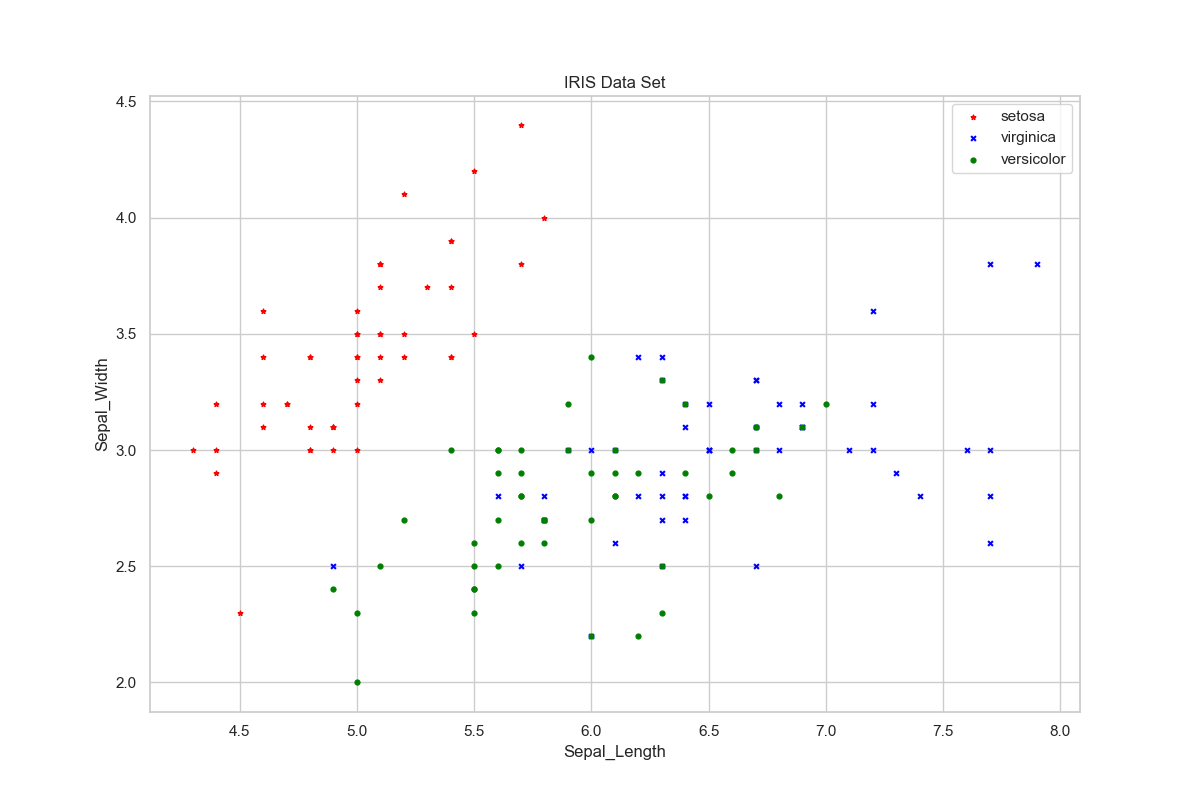 IRIS Data Set
setosa
virginica
versicolor
Sepal_Width
4.5
4.0
3.5
3.0
2.5
2.0
4.5 5.0 5.5 6.0 6.5 7.0 7.5 8.0
Sepal_Length